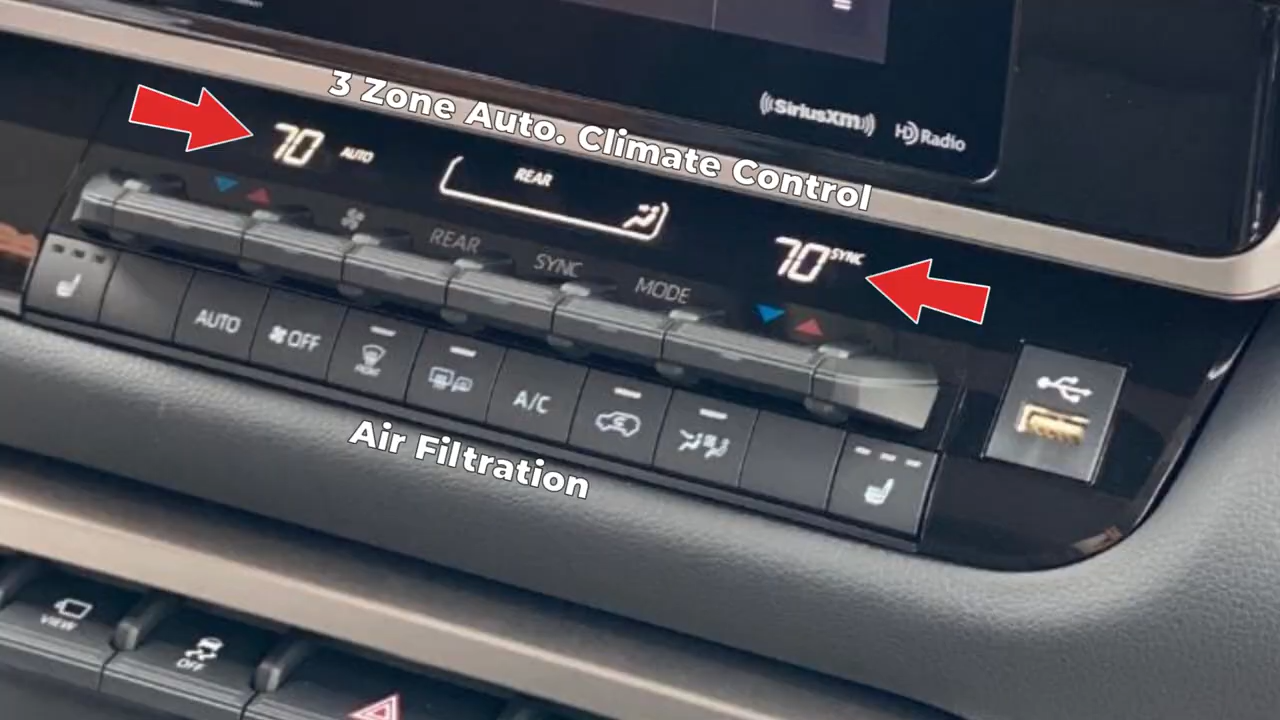 3 Zone Auto. Climate Control
SiriusXM
HD Radio
70 AUTO
REAR
70 SYNC
REAR
SYNC
MODE
AUTO
OFF
FRONT
A/C
Air Filtration
VIEW
OFF